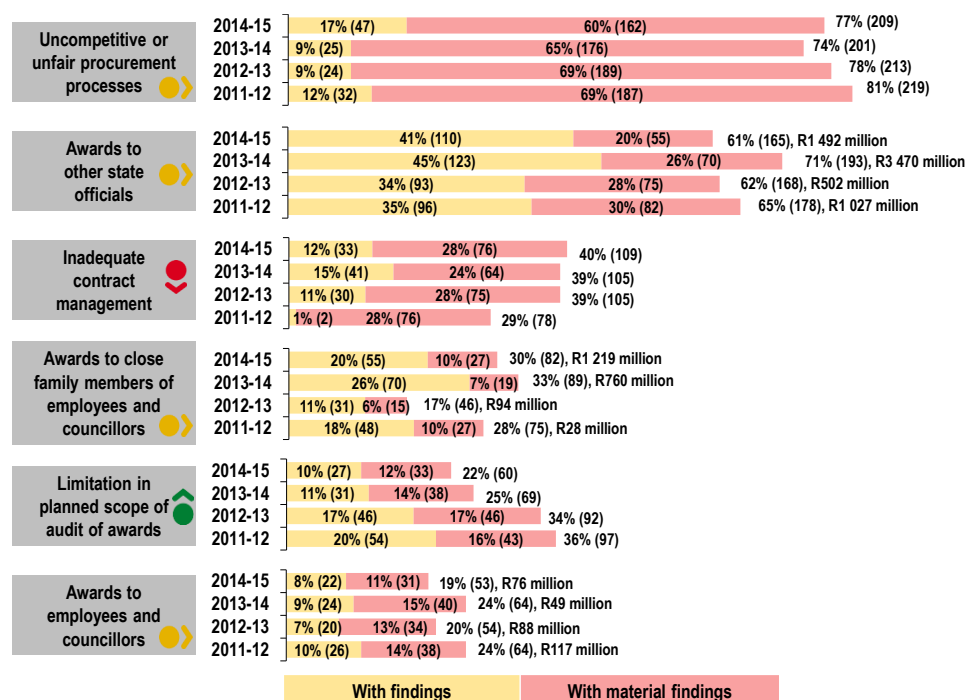 Uncompetitive or
unfair procurement
processes
2014-15 17% (47) 60% (162) 77% (209)
2013-14 9% (25) 65% (176) 74% (201)
2012-13 9% (24) 69% (189) 78% (213)
2011-12 12% (32) 69% (187) 81% (219)
Awards to
other state
officials
2014-15 41% (110) 20% (55) 61% (165), R1 492 million
2013-14 45% (123) 26% (70) 71% (193), R3 470 million
2012-13 34% (93) 28% (75) 62% (168), R502 million
2011-12 35% (96) 30% (82) 65% (178), R1 027 million
Inadequate
contract
management
2014-15 12% (33) 28% (76) 40% (109)
2013-14 15% (41) 24% (64) 39% (105)
2012-13 11% (30) 28% (75) 39% (105)
2011-12 1% (2) 28% (76) 29% (78)
Awards to close
family members of
employees and
councillors
2014-15 20% (55) 10% (27) 30% (82), R1 219 million
2013-14 26% (70) 7% (19) 33% (89), R760 million
2012-13 11% (31) 6% (15) 17% (46), R94 million
2011-12 18% (48) 10% (27) 28% (75), R28 million
Limitation in
planned scope of
audit of awards
2014-15 10% (27) 12% (33) 22% (60)
2013-14 11% (31) 14% (38) 25% (69)
2012-13 17% (46) 17% (46) 34% (92)
2011-12 20% (54) 16% (43) 36% (97)
Awards to
employees and
councillors
2014-15 8% (22) 11% (31) 19% (53), R76 million
2013-14 9% (24) 15% (40) 24% (64), R49 million
2012-13 7% (20) 13% (34) 20% (54), R88 million
2011-12 10% (26) 14% (38) 24% (64), R117 million
With findings With material findings